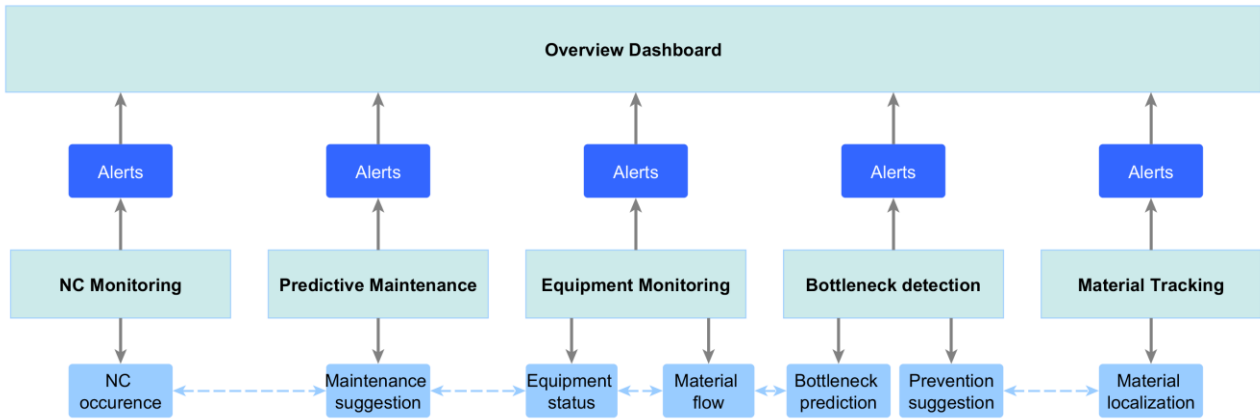 Overview Dashboard
Alerts
Alerts
Alerts
Alerts
Alerts
NC Monitoring
Predictive Maintenance
Equipment Monitoring
Bottleneck detection
Material Tracking
NC
occurence
Maintenance
suggestion
Equipment
status
Material
flow
Bottleneck
prediction
Prevention
suggestion
Material
localization